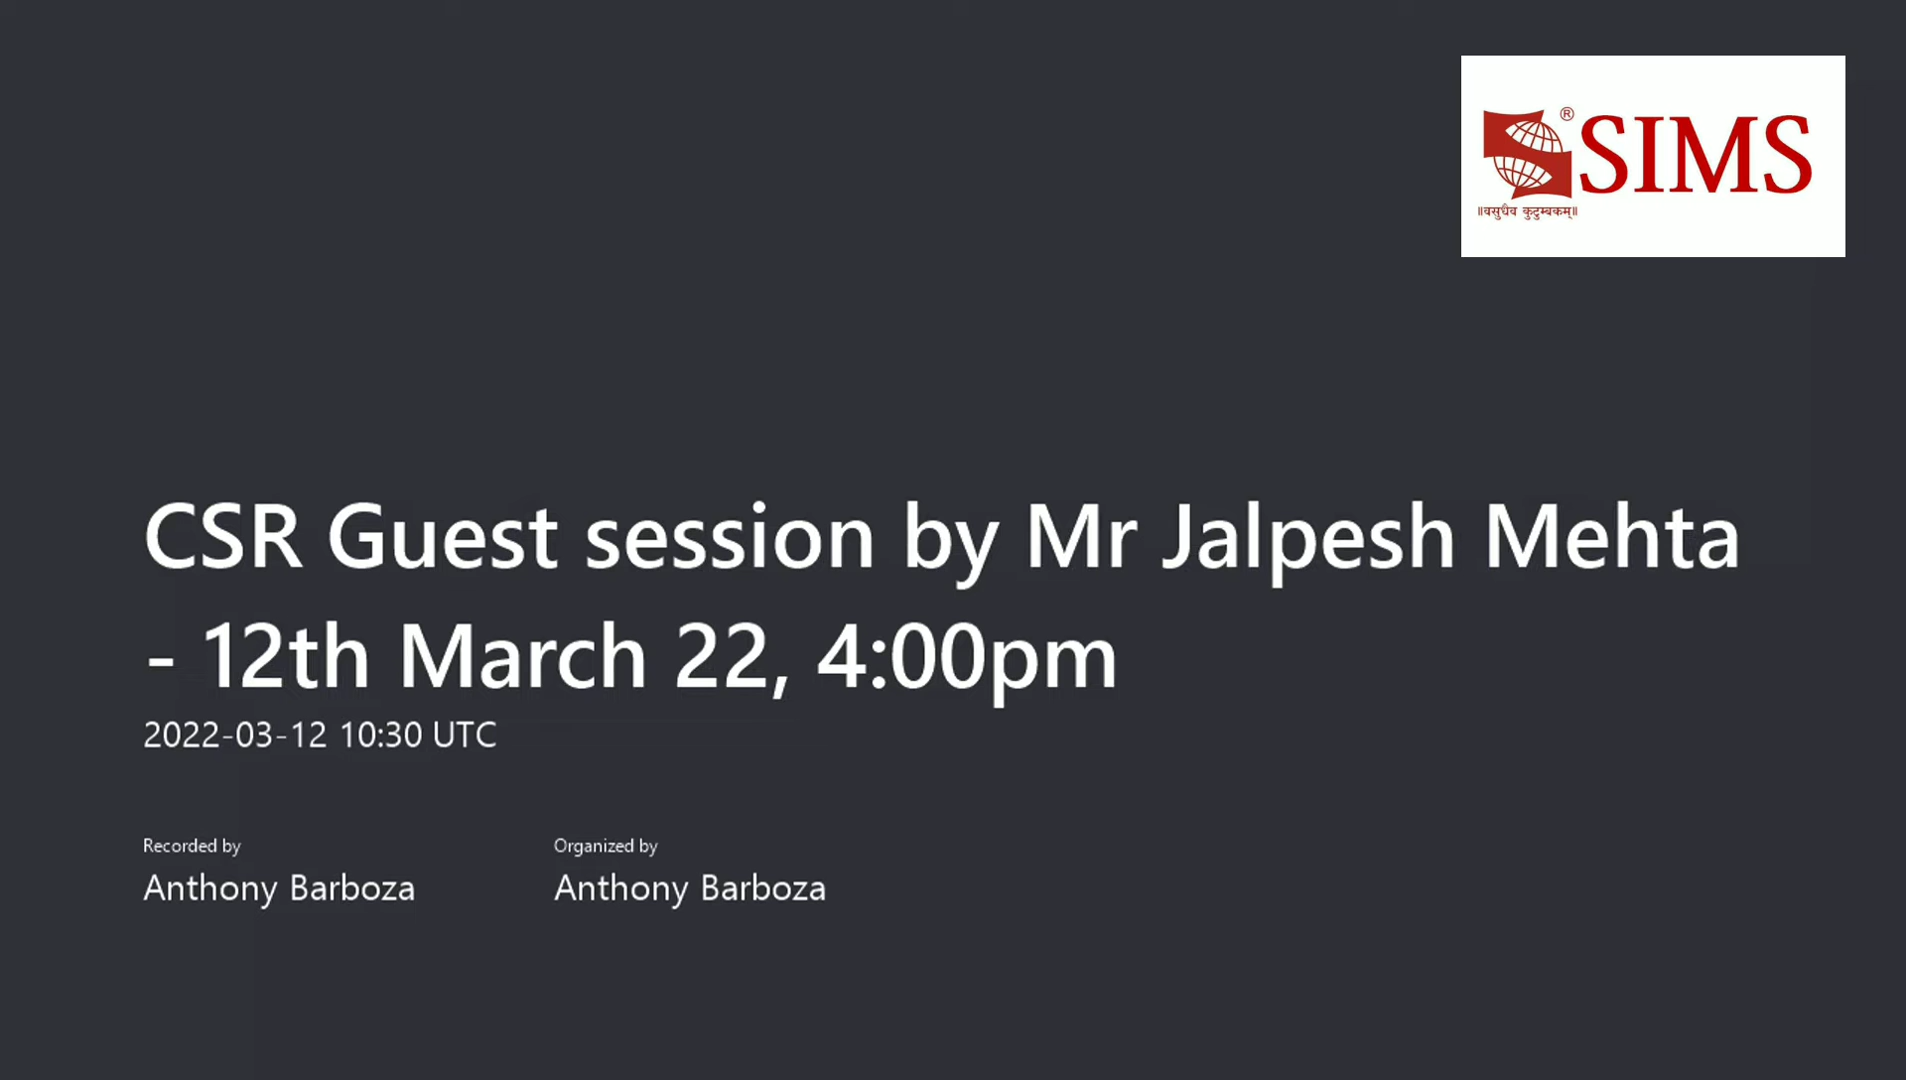 ® SIMS
॥वसुधैव कुटुम्बकम्॥
CSR Guest session by Mr Jalpesh Mehta
- 12th March 22, 4:00pm
2022-03-12 10:30 UTC
Recorded by
Anthony Barboza
Organized by
Anthony Barboza